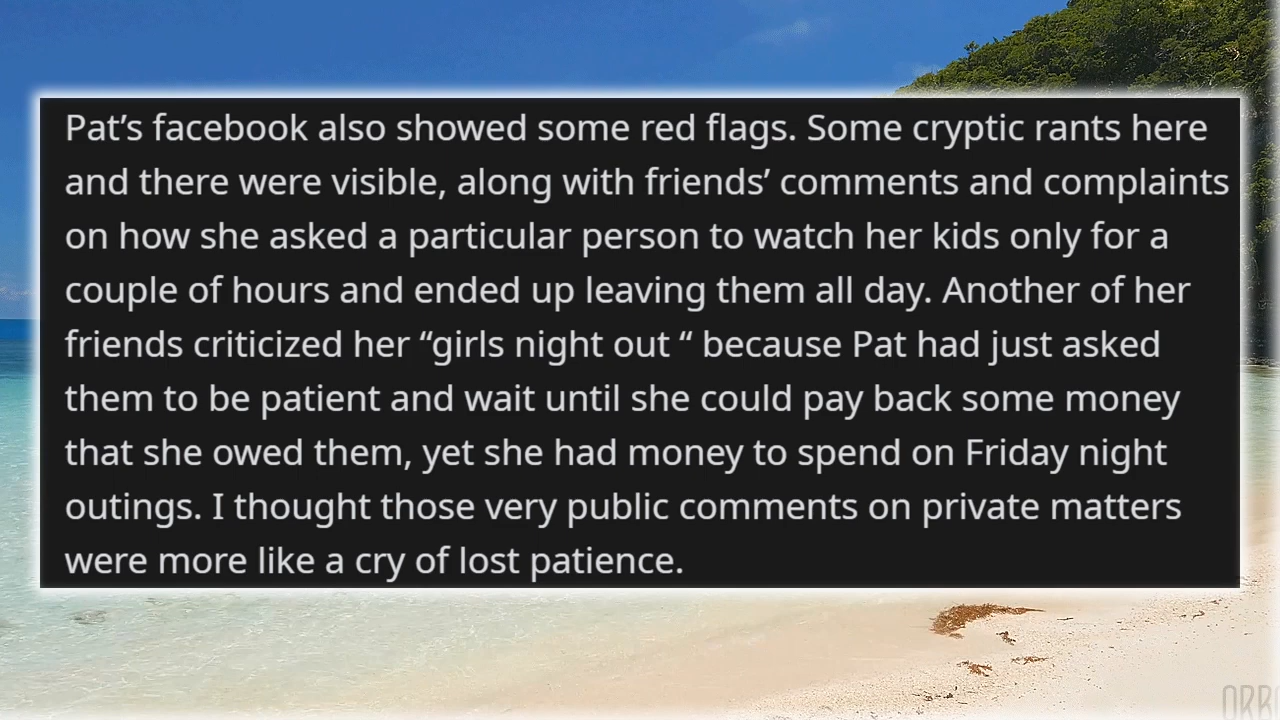 Pat’s facebook also showed some red flags. Some cryptic rants here
and there were visible, along with friends’ comments and complaints
on how she asked a particular person to watch her kids only for a
couple of hours and ended up leaving them all day. Another of her
friends criticized her “girls night out “ because Pat had just asked
them to be patient and wait until she could pay back some money
that she owed them, yet she had money to spend on Friday night
outings. I thought those very public comments on private matters
were more like a cry of lost patience.